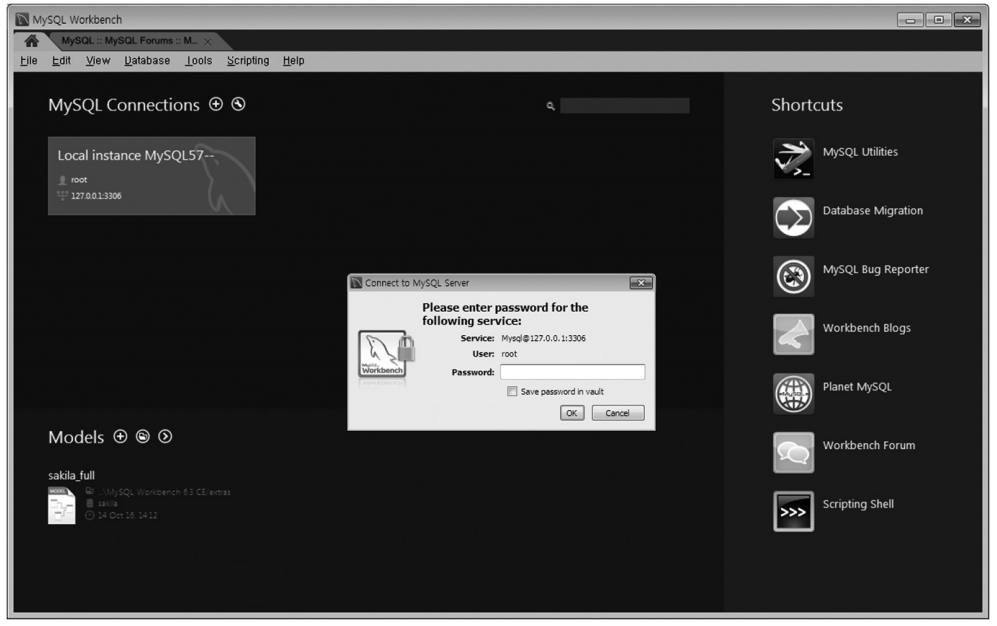 MySQL Workbench
MySQL :: MySQL Forums :: M...
File Edit View Database Tools Scripting Help
MySQL Connections
Local instance MySQL57--
root
127.0.0.1:3306
Shortcuts
MySQL Utilities
Database Migration
MySQL Bug Reporter
Workbench Blogs
Planet MySQL
Workbench Forum
>>>
Scripting Shell
Connect to MySQL Server
Please enter password for the
following service:
Service: Mysql@127.0.0.1:3306
User: root
Password:
Save password in vault
OK Cancel
MySQL
Workbench
Models
sakila_full
MODEL
...\MySQL Workbench 6.3 CE/extras
sakila
14 Oct 16, 14:12